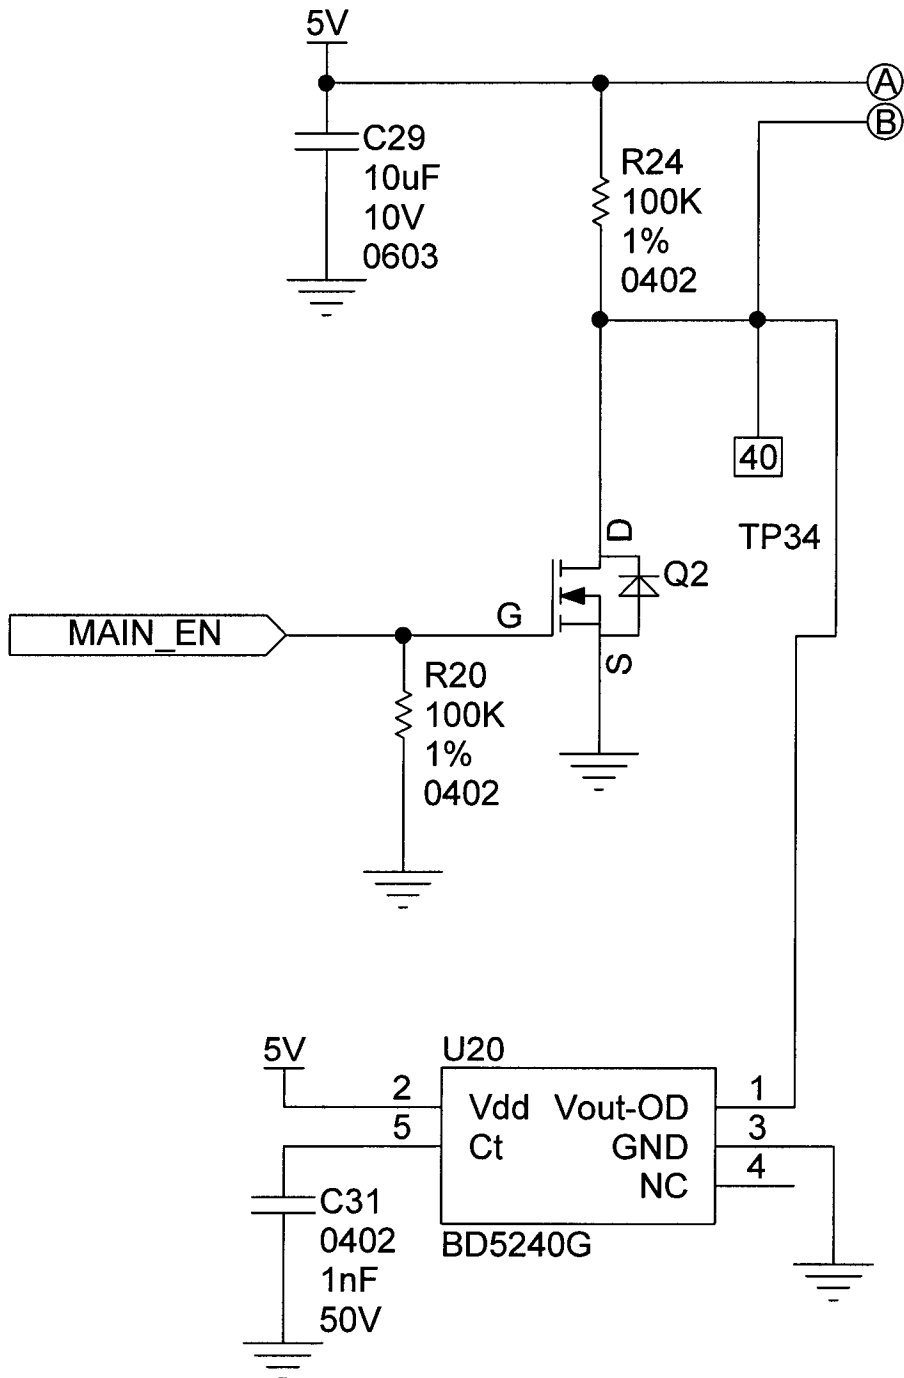 5V
A
B
C29
10uF
10V
0603
R24
100K
1%
0402
40
TP34
D
Q2
G
S
MAIN_EN
R20
100K
1%
0402
5V
U20
2
Vdd
Vout-OD
1
5
Ct
GND
3
NC
4
BD5240G
C31
0402
1nF
50V